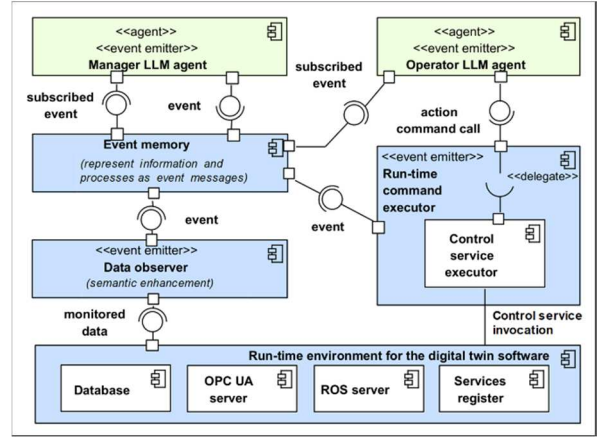 <<agent>>
<<event emitter>>
Manager LLM agent
<<agent>>
<<event emitter>>
Operator LLM agent
subscribed
event
event
subscribed
event
action
command call
Event memory
(represent information and
processes as event messages)
<<event emitter>>
Run-time
command
executor
<<delegate>>
event
event
<<event emitter>>
Data observer
(semantic enhancement)
Control
service
executor
monitored
data
Control service
invocation
Run-time environment for the digital twin software
Database
OPC UA
server
ROS server
Services
register